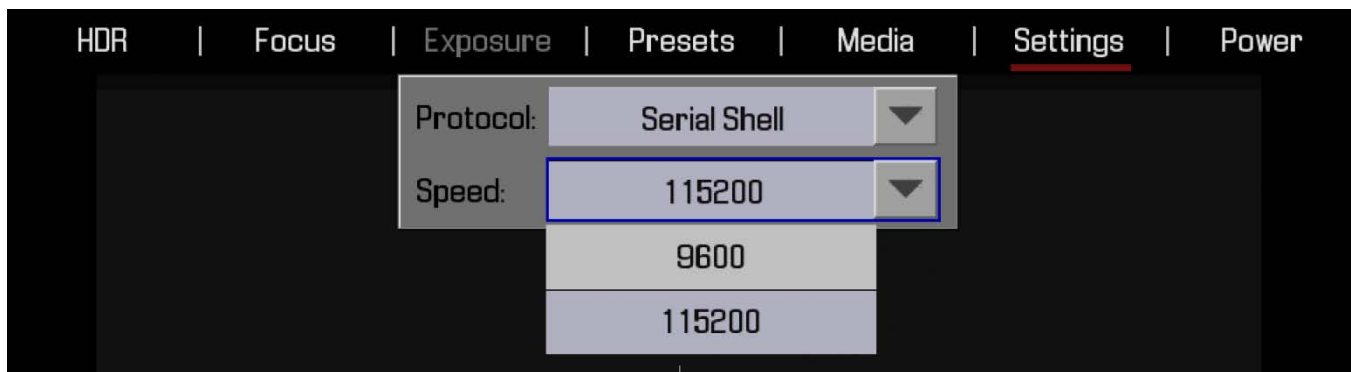 HDR | Focus | Exposure | Presets | Media | Settings | Power
Protocol: Serial Shell
Speed: 115200
9600
115200